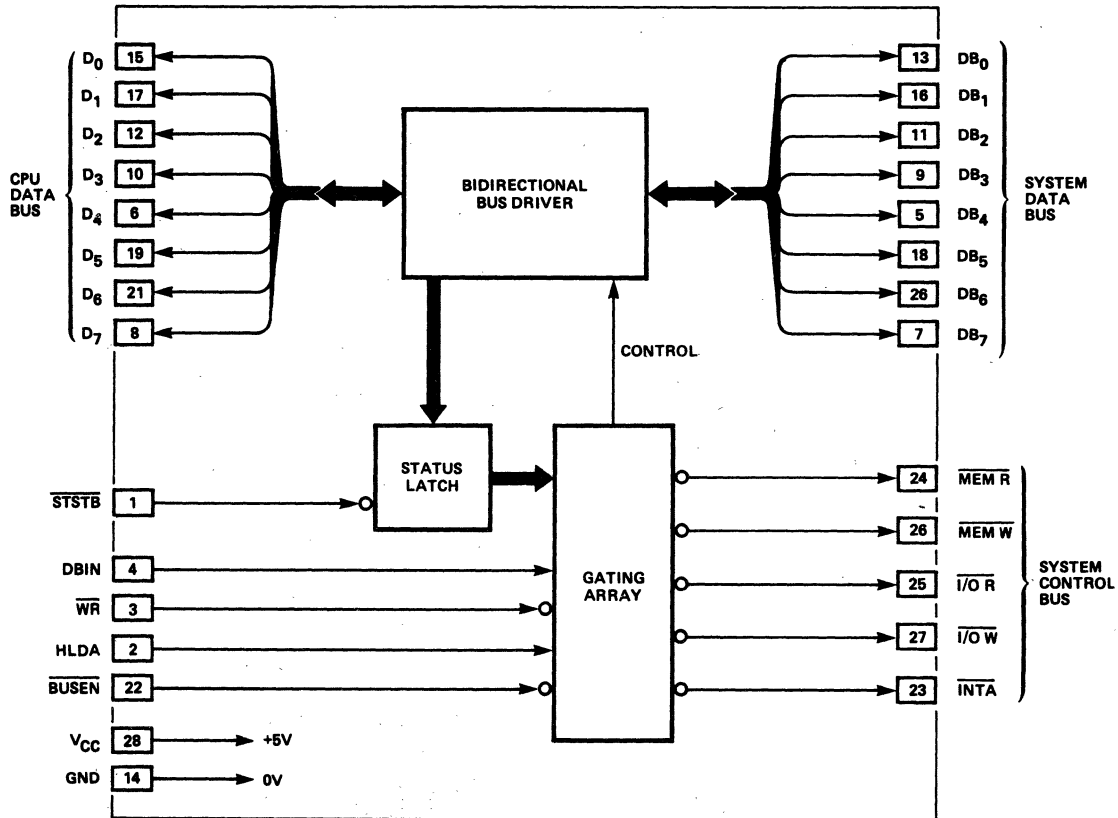 D0 15
D1 17
D2 12
D3 10
D4 6
D5 19
D6 21
D7 8
CPU
DATA
BUS
BIDIRECTIONAL
BUS DRIVER
13 DB0
16 DB1
11 DB2
9 DB3
5 DB4
18 DB5
26 DB6
7 DB7
SYSTEM
DATA
BUS
CONTROL
STATUS
LATCH
GATING
ARRAY
STSTB 1
DBIN 4
WR 3
HLDA 2
BUSEN 22
VCC 28 +5V
GND 14 0V
24 MEM R
26 MEM W
25 I/O R
27 I/O W
23 INTA
SYSTEM
CONTROL
BUS